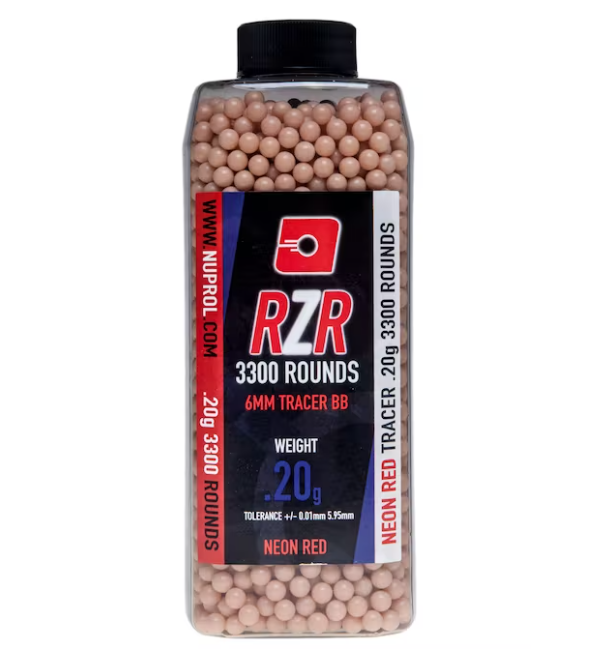 WWW.NUPROL.COM
.20g 3300 ROUNDS
RZR
3300 ROUNDS
6MM TRACER BB
WEIGHT
.20g
TOLERANCE +/- 0.01mm 5.95mm
NEON RED
NEON RED TRACER .20g 3300 ROUNDS